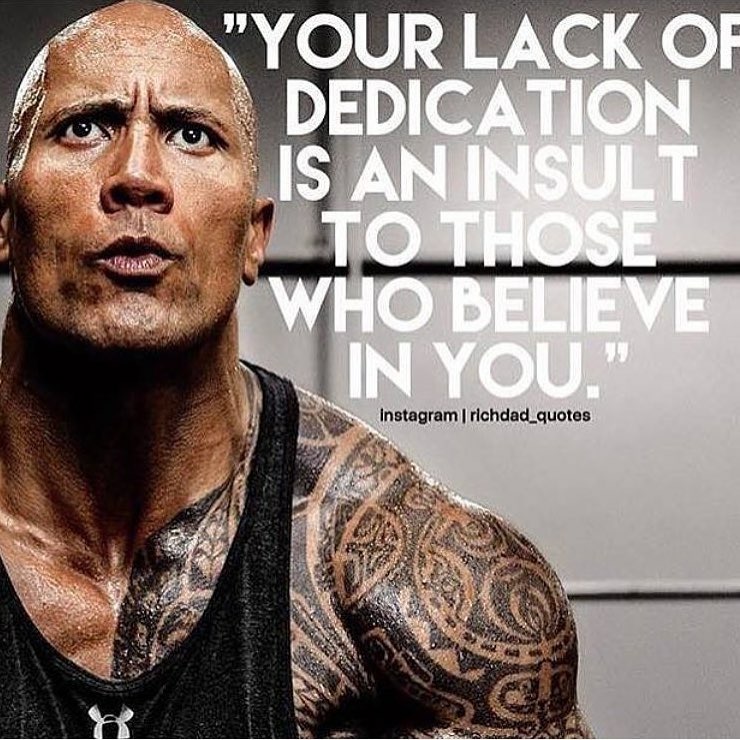 "YOUR LACK OF
DEDICATION
IS AN INSULT
TO THOSE
WHO BELIEVE
IN YOU."
instagram | richdad_quotes